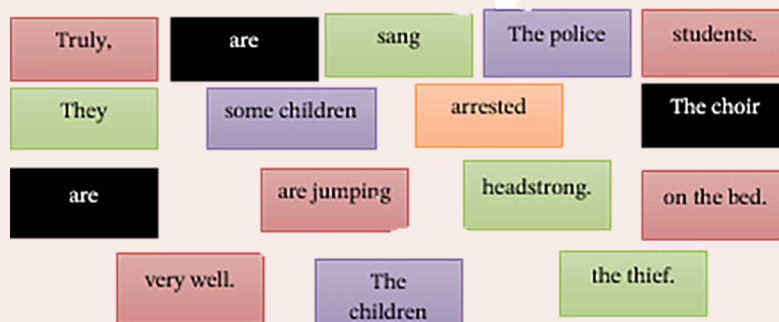 Truly,
are
sang
The police
students.
They
some children
arrested
The choir
are
are jumping
headstrong.
on the bed.
very well.
The
children
the thief.